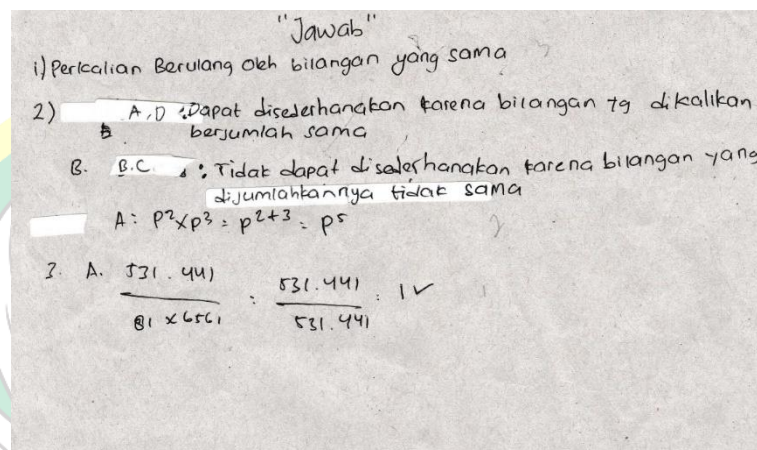 "Jawab"
1) Perkalian Berulang Oleh bilangan yang sama
2) A, D : Dapat disederhanakan karena bilangan yg dikalikan
berjumlah sama
B. B.C. : Tidak dapat disederhanakan karena bilangan yang
dijumlahkannya tidak sama
A: P²xp³ = p²⁺³ = p⁵
3. A. 531.441 / 81 x 6561 = 531.441 / 531.441 = 1 ✓